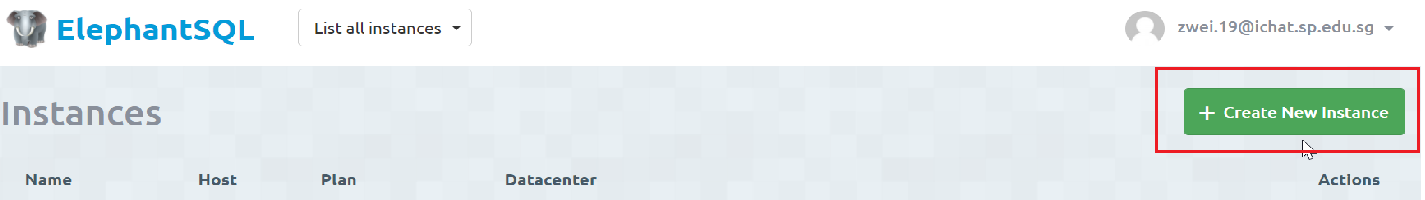 ElephantSQL List all instances zwei.19@ichat.sp.edu.sg
Instances + Create New Instance
Name Host Plan Datacenter Actions